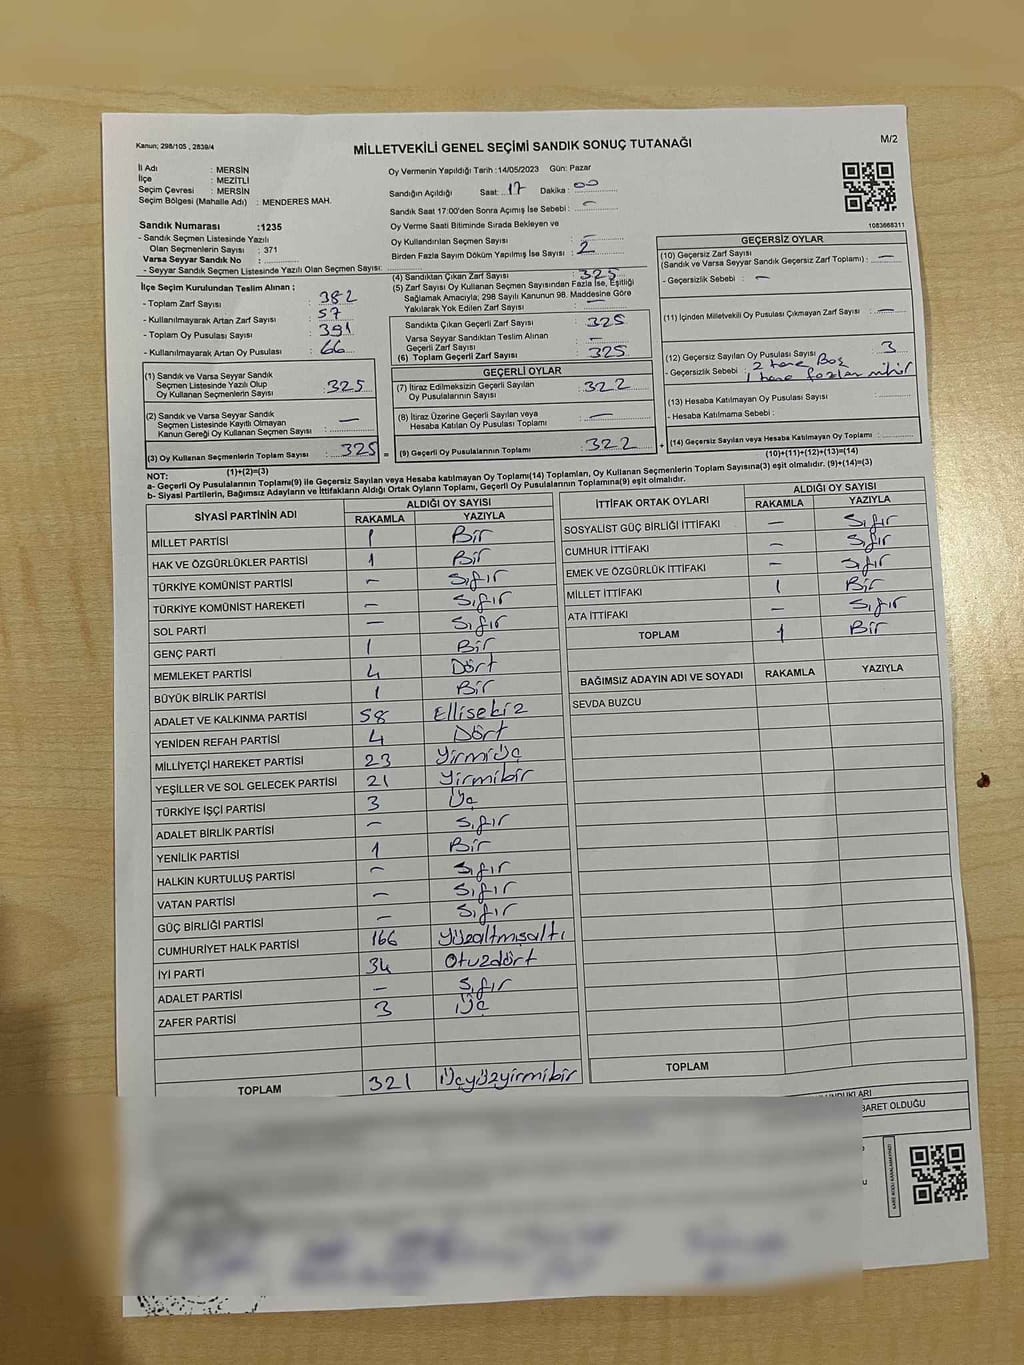 Kanun; 298/105 , 2839/4
MİLLETVEKİLİ GENEL SEÇİMİ SANDIK SONUÇ TUTANAĞI
M/2
İl Adı : MERSİN
İlçe : MEZİTLİ
Seçim Çevresi : MERSİN
Seçim Bölgesi (Mahalle Adı) : MENDERES MAH.
Oy Vermenin Yapıldığı Tarih :14/05/2023 Gün: Pazar
Sandığın Açıldığı Saat: 17 Dakika : 00
Sandık Saat 17:00'den Sonra Açımış İse Sebebi : -
Oy Verme Saati Bitiminde Sırada Bekleyen ve
Oy Kullandırılan Seçmen Sayısı : -
Birden Fazla Sayım Döküm Yapılmış İse Sayısı : 2
1083668311
Sandık Numarası :1235
- Sandık Seçmen Listesinde Yazılı
Olan Seçmenlerin Sayısı : 371
Varsa Seyyar Sandık No :
- Seyyar Sandık Seçmen Listesinde Yazılı Olan Seçmen Sayısı:
İlçe Seçim Kurulundan Teslim Alınan ;
- Toplam Zarf Sayısı : 382
- Kullanılmayarak Artan Zarf Sayısı : 57
- Toplam Oy Pusulası Sayısı : 391
- Kullanılmayarak Artan Oy Pusulası : 66
(1) Sandık ve Varsa Seyyar Sandık
Seçmen Listesinde Yazılı Olup
Oy Kullanan Seçmenlerin Sayısı : 325
(2) Sandık ve Varsa Seyyar Sandık
Seçmen Listesinde Kayıtlı Olmayan
Kanun Gereği Oy Kullanan Seçmen Sayısı : -
(3) Oy Kullanan Seçmenlerin Toplam Sayısı : 325
(1)+(2)=(3)
(4) Sandıktan Çıkan Zarf Sayısı : 325
(5) Zarf Sayısı Oy Kullanan Seçmen Sayısından Fazla İse, Eşitliği
Sağlamak Amacıyla; 298 Sayılı Kanunun 98. Maddesine Göre
Yakılarak Yok Edilen Zarf Sayısı : -
Sandıkta Çıkan Geçerli Zarf Sayısı : 325
Varsa Seyyar Sandıktan Teslim Alınan
Geçerli Zarf Sayısı : -
(6) Toplam Geçerli Zarf Sayısı : 325
GEÇERLİ OYLAR
(7) İtiraz Edilmeksizin Geçerli Sayılan
Oy Pusulasının Sayısı : 322
(8) İtiraz Üzerine Geçerli Sayılan veya
Hesaba Katılan Oy Pusulası Toplamı : -
= (9) Geçerli Oy Pusulalarının Toplamı : 322
GEÇERSİZ OYLAR
(10) Geçersiz Zarf Sayısı
(Sandık ve Varsa Seyyar Sandık Geçersiz Zarf Toplamı) : -
- Geçersizlik Sebebi : -
(11) İçinden Milletvekili Oy Pusulası Çıkmayan Zarf Sayısı : -
(12) Geçersiz Sayılan Oy Pusulası Sayısı : 3
- Geçersizlik Sebebi : 2 tane Boş
1 tane fazlar mühür
(13) Hesaba Katılmayan Oy Pusulası Sayısı :
- Hesaba Katılmama Sebebi :
+ (14) Geçersiz Sayılan veya Hesaba Katılmayan Oy Toplamı :
(10)+(11)+(12)+(13)=(14)
NOT:
a- Geçerli Oy Pusulalarının Toplamı(9) ile Geçersiz Sayılan veya Hesaba katılmayan Oy Toplamı(14) Toplamları, Oy Kullanan Seçmenlerin Toplam Sayısına(3) eşit olmalıdır. (9)+(14)=(3)
b- Siyasi Partilerin, Bağımsız Adayların ve İttifakların Aldığı Ortak Oyların Toplamı, Geçerli Oy Pusulalarının Toplamına(9) eşit olmalıdır.
SİYASİ PARTİNİN ADI
ALDIĞI OY SAYISI
RAKAMLA YAZIYLA
MİLLET PARTİSİ 1 Bir
HAK VE ÖZGÜRLÜKLER PARTİSİ 1 Bir
TÜRKİYE KOMÜNİST PARTİSİ - Sıfır
TÜRKİYE KOMÜNİST HAREKETİ - Sıfır
SOL PARTİ - Sıfır
GENÇ PARTİ 1 Bir
MEMLEKET PARTİSİ 4 Dört
BÜYÜK BİRLİK PARTİSİ 1 Bir
ADALET VE KALKINMA PARTİSİ 58 Ellisekiz
YENİDEN REFAH PARTİSİ 4 Dört
MİLLİYETÇİ HAREKET PARTİSİ 23 Yirmiüç
YEŞİLLER VE SOL GELECEK PARTİSİ 21 Yirmibir
TÜRKİYE İŞÇİ PARTİSİ 3 Üç
ADALET BİRLİK PARTİSİ - Sıfır
YENİLİK PARTİSİ 1 Bir
HALKIN KURTULUŞ PARTİSİ - Sıfır
VATAN PARTİSİ - Sıfır
GÜÇ BİRLİĞİ PARTİSİ - Sıfır
CUMHURİYET HALK PARTİSİ 166 Yüzaltmışaltı
İYİ PARTİ 34 Otuzdört
ADALET PARTİSİ - Sıfır
ZAFER PARTİSİ 3 Üç
TOPLAM 321 Üçyüzyirmibir
İTTİFAK ORTAK OYLARI
ALDIĞI OY SAYISI
RAKAMLA YAZIYLA
SOSYALİST GÜÇ BİRLİĞİ İTTİFAKI - Sıfır
CUMHUR İTTİFAKI - Sıfır
EMEK VE ÖZGÜRLÜK İTTİFAKI - Sıfır
MİLLET İTTİFAKI 1 Bir
ATA İTTİFAKI - Sıfır
TOPLAM 1 Bir
BAĞIMSIZ ADAYIN ADI VE SOYADI RAKAMLA YAZIYLA
SEVDA BUZCU
TOPLAM
BARET OLDUĞU